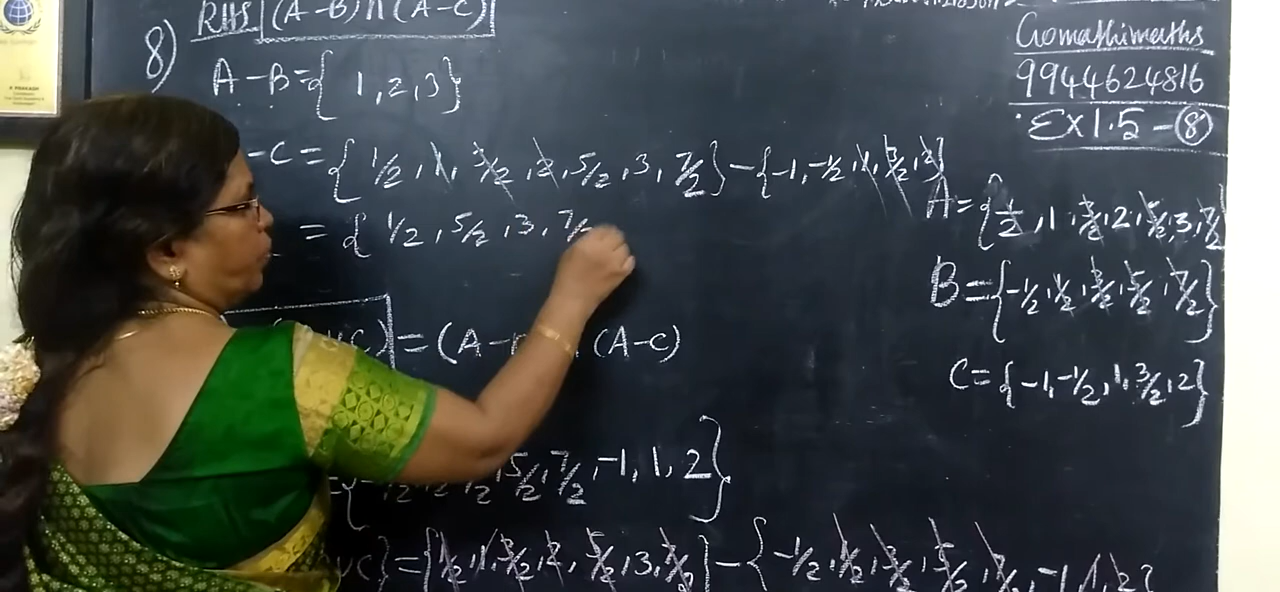 RHS (A-B)∩(A-C)
8)
A-B={ 1,2,3}
-C={ 1/2, 1, 3/2, 2, 5/2, 3, 7/2} - {-1, -1/2, 1, 3/2, 2}
= { 1/2, 5/2, 3, 7/2
= (A- (A-C)
5/2, 7/2, -1, 1, 2}
UC} = {1/2, 1, 3/2, 2, 5/2, 3, 7/2} - { -1/2, 1/2, 3/2, 5/2, 7/2, -1, 1, 2}
Gomathimaths
9944624816
Ex 1.5 - 8
A={ 1/2, 1, 3/2, 2, 5/2, 3, 7/2
B={-1/2, 1/2, 3/2, 5/2, 7/2}
C={-1, -1/2, 1, 3/2, 2}